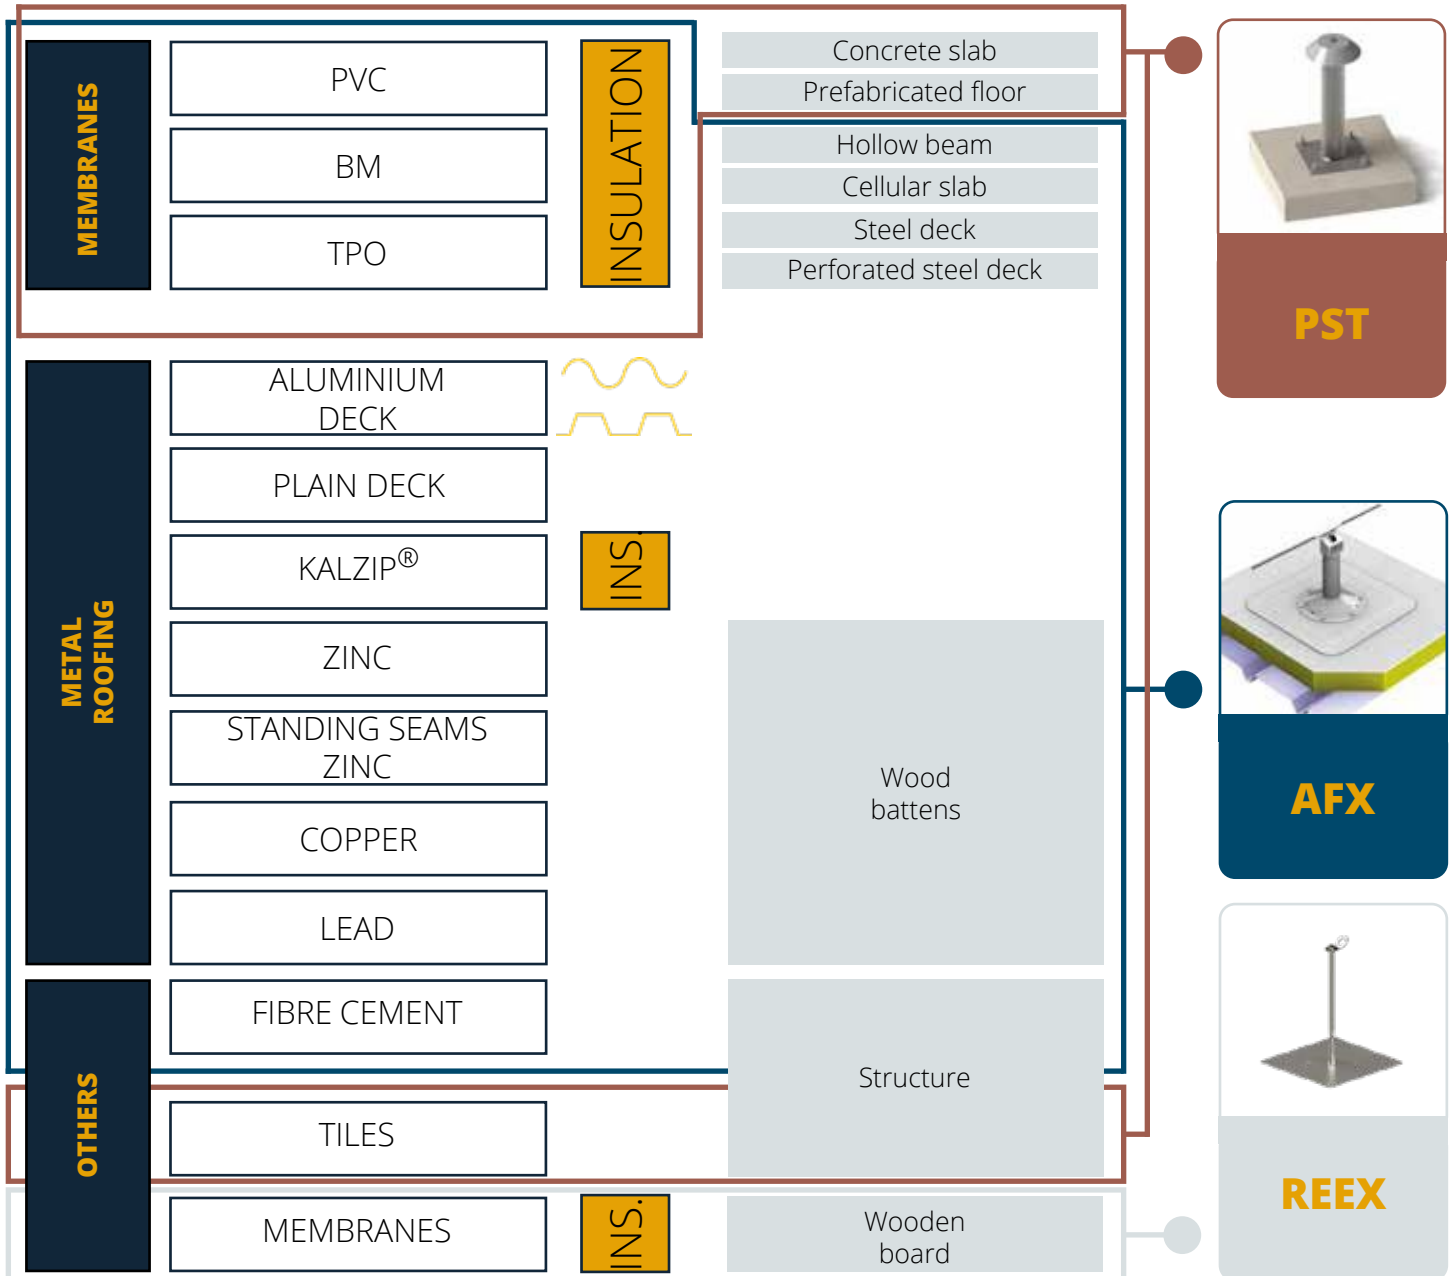 MEMBRANES
PVC
BM
TPO
INSULATION
Concrete slab
Prefabricated floor
Hollow beam
Cellular slab
Steel deck
Perforated steel deck
PST
METAL
ROOFING
ALUMINIUM
DECK
PLAIN DECK
KALZIP®
INS.
ZINC
STANDING SEAMS
ZINC
COPPER
LEAD
Wood
battens
AFX
OTHERS
FIBRE CEMENT
TILES
Structure
MEMBRANES
INS.
Wooden
board
REEX